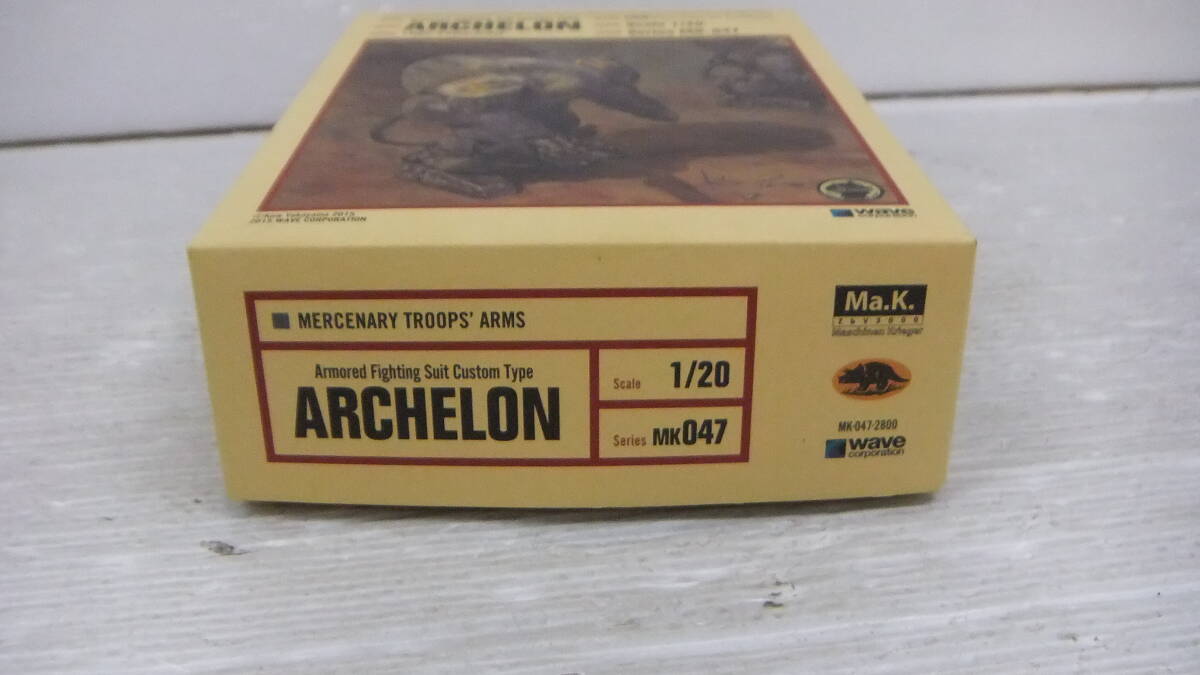 ARCHELON
©Kow Yokoyama 2015
2015 WAVE CORPORATION
wave
MERCENARY TROOPS' ARMS
Armored Fighting Suit Custom Type
ARCHELON
Scale 1/20
Series MK047
Ma.K.
ZbV3000
Maschinen Krieger
MK-047-2800
wave
corporation